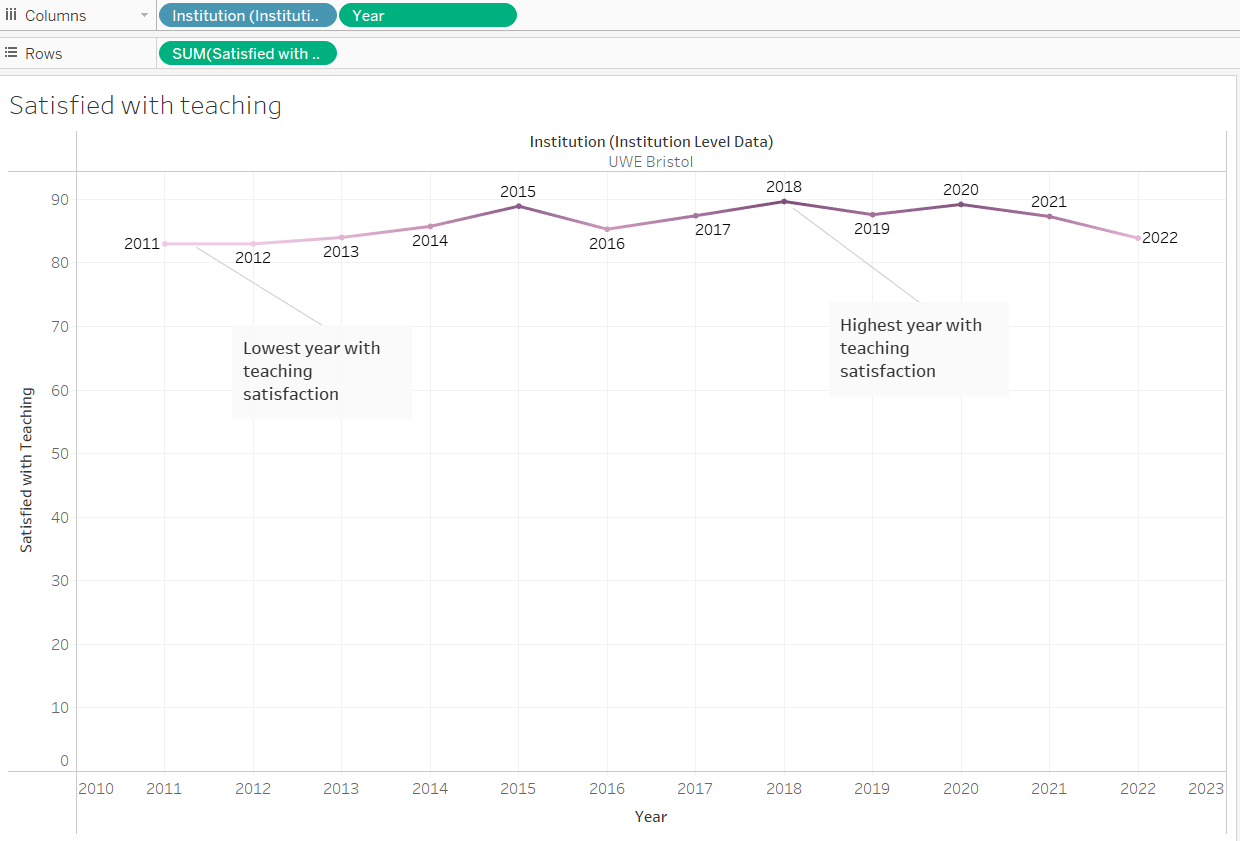 Columns
Institution (Instituti..
Year
Rows
SUM(Satisfied with ..
Satisfied with teaching
Institution (Institution Level Data)
UWE Bristol
90
80
70
60
50
40
30
20
10
0
Satisfied with Teaching
2011
2012
2013
2014
2015
2016
2017
2018
2019
2020
2021
2022
Lowest year with
teaching
satisfaction
Highest year with
teaching
satisfaction
2010
2011
2012
2013
2014
2015
2016
2017
2018
2019
2020
2021
2022
2023
Year